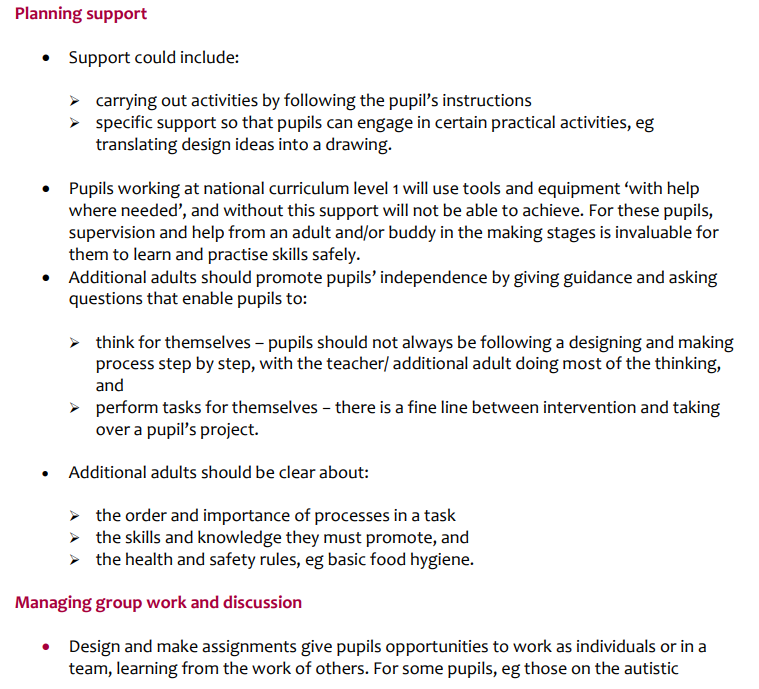 Planning support
• Support could include:
➢ carrying out activities by following the pupil’s instructions
➢ specific support so that pupils can engage in certain practical activities, eg
translating design ideas into a drawing.
• Pupils working at national curriculum level 1 will use tools and equipment ‘with help
where needed’, and without this support will not be able to achieve. For these pupils,
supervision and help from an adult and/or buddy in the making stages is invaluable for
them to learn and practise skills safely.
• Additional adults should promote pupils’ independence by giving guidance and asking
questions that enable pupils to:
➢ think for themselves – pupils should not always be following a designing and making
process step by step, with the teacher/ additional adult doing most of the thinking,
and
➢ perform tasks for themselves – there is a fine line between intervention and taking
over a pupil’s project.
• Additional adults should be clear about:
➢ the order and importance of processes in a task
➢ the skills and knowledge they must promote, and
➢ the health and safety rules, eg basic food hygiene.
Managing group work and discussion
• Design and make assignments give pupils opportunities to work as individuals or in a
team, learning from the work of others. For some pupils, eg those on the autistic